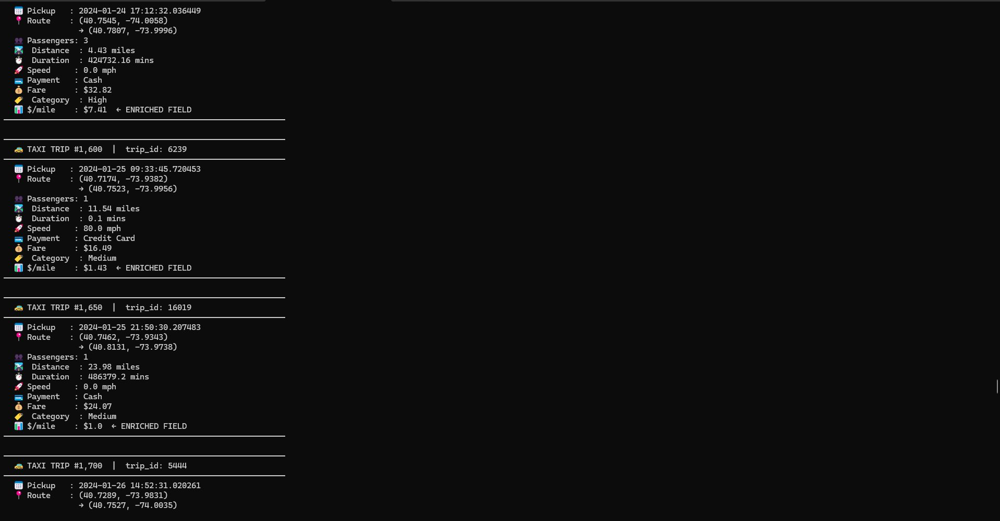 Pickup   : 2024-01-24 17:12:32.036449
Route    : (40.7545, -74.0058)
→ (40.7807, -73.9996)
Passengers: 3
Distance  : 4.43 miles
Duration  : 424732.16 mins
Speed     : 0.0 mph
Payment   : Cash
Fare      : $32.82
Category  : High
$/mile    : $7.41  ← ENRICHED FIELD
TAXI TRIP #1,600  |  trip_id: 6239
Pickup   : 2024-01-25 09:33:45.720453
Route    : (40.7174, -73.9382)
→ (40.7523, -73.9956)
Passengers: 1
Distance  : 11.54 miles
Duration  : 0.1 mins
Speed     : 80.0 mph
Payment   : Credit Card
Fare      : $16.49
Category  : Medium
$/mile    : $1.43  ← ENRICHED FIELD
TAXI TRIP #1,650  |  trip_id: 16019
Pickup   : 2024-01-25 21:50:30.207483
Route    : (40.7462, -73.9343)
→ (40.8131, -73.9738)
Passengers: 1
Distance  : 23.98 miles
Duration  : 486379.2 mins
Speed     : 0.0 mph
Payment   : Cash
Fare      : $24.07
Category  : Medium
$/mile    : $1.0  ← ENRICHED FIELD
TAXI TRIP #1,700  |  trip_id: 5444
Pickup   : 2024-01-26 14:52:31.020261
Route    : (40.7289, -73.9831)
→ (40.7527, -74.0035)